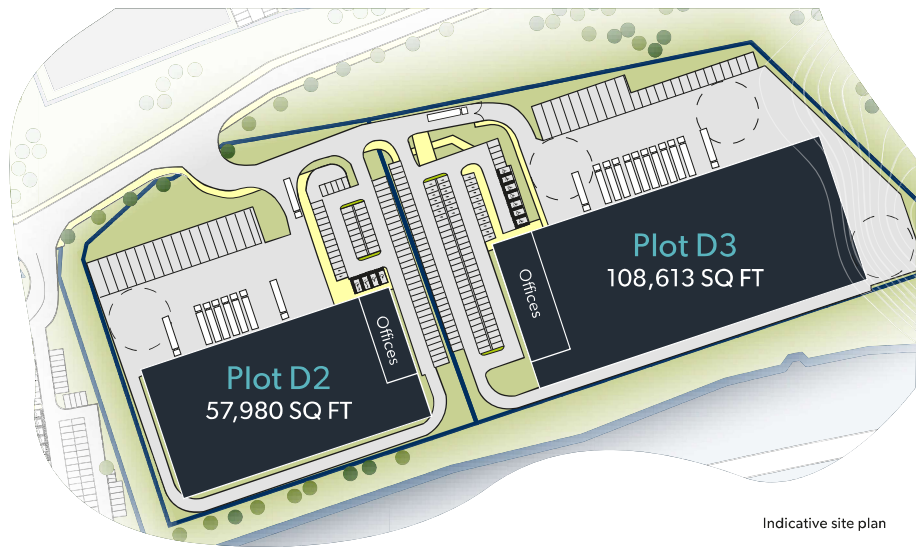 Plot D3
108,613 SQ FT
Offices
Offices
Plot D2
57,980 SQ FT
Indicative site plan